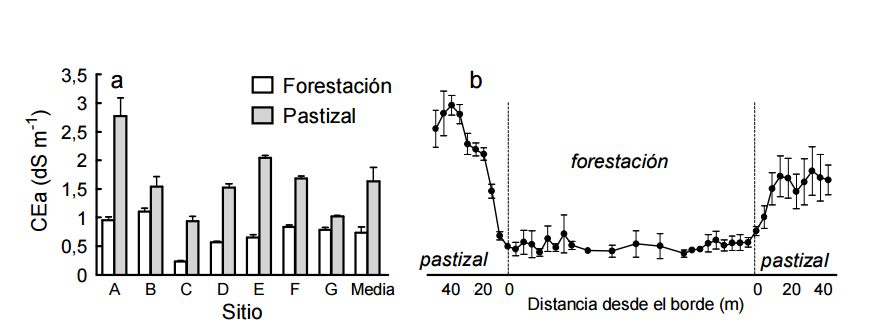 a
Forestación
Pastizal
CEa (dS m⁻¹)
3,5
3
2,5
2
1,5
1
0,5
0
A B C D E F G Media
Sitio
b
forestación
pastizal
pastizal
40 20 0 0 20 40
Distancia desde el borde (m)